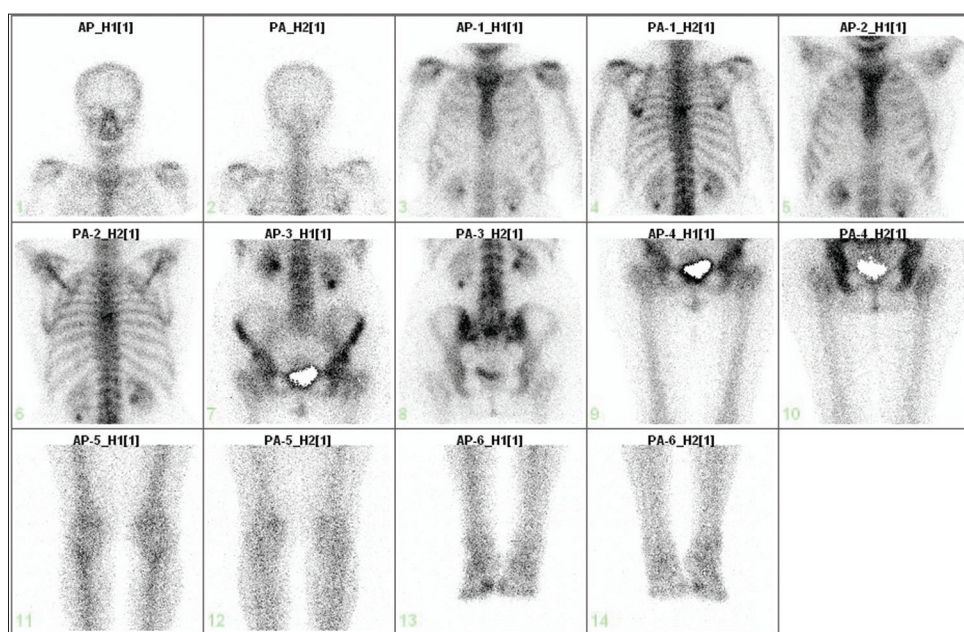 AP_H1[1] PA_H2[1] AP-1_H1[1] PA-1_H2[1] AP-2_H1[1]
1 2 3 4 5
PA-2_H2[1] AP-3_H1[1] PA-3_H2[1] AP-4_H1[1] PA-4_H2[1]
6 7 8 9 10
AP-5_H1[1] PA-5_H2[1] AP-6_H1[1] PA-6_H2[1]
11 12 13 14